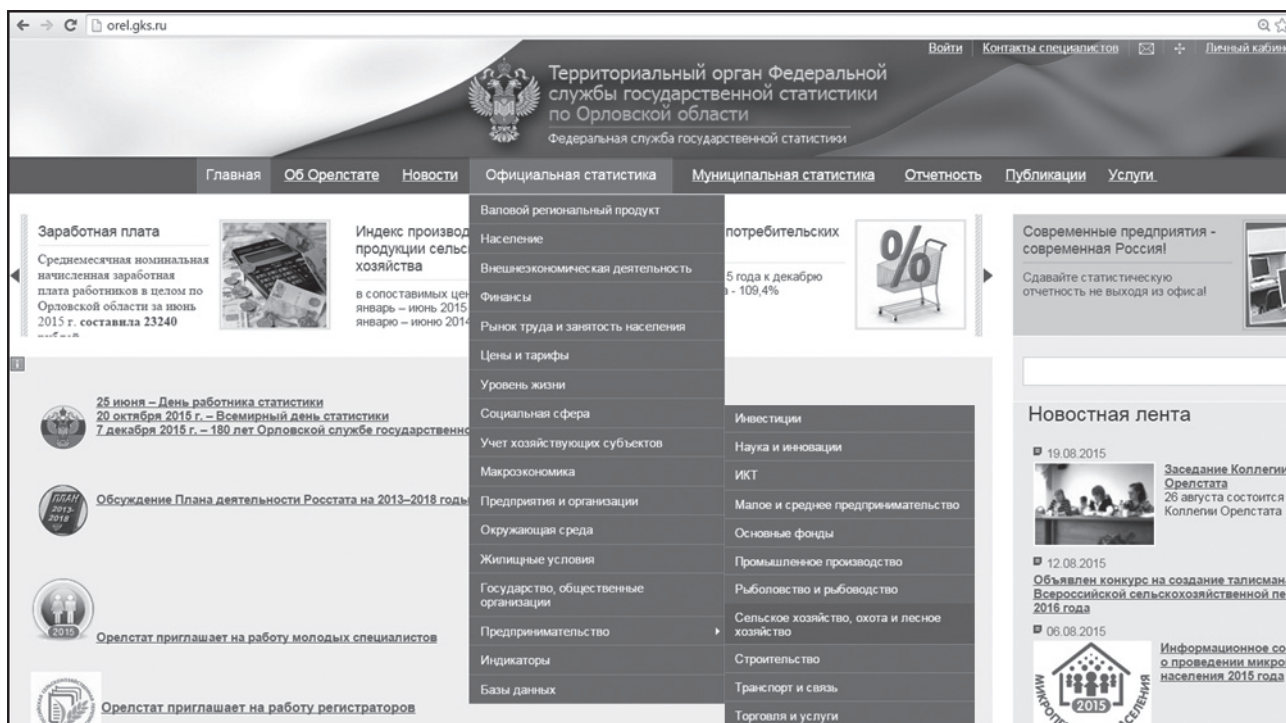 orel.gks.ru
Войти Контакты специалистов Личный кабин
Территориальный орган Федеральной
службы государственной статистики
по Орловской области
Федеральная служба государственной статистики
Главная Об Орелстате Новости Официальная статистика Муниципальная статистика Отчетность Публикации Услуги
Заработная плата
Среднемесячная номинальная
начисленная заработная
плата работников в целом по
Орловской области за июнь
2015 г. составила 23240
Индекс производ
продукции сельс
хозяйства
в сопоставимых цен
январь – июнь 2015
январю – июню 2014
потребительских
5 года к декабрю
- 109,4%
%
Современные предприятия -
современная Россия!
Сдавайте статистическую
отчетность не выходя из офиса!
25 июня – День работника статистики
20 октября 2015 г. – Всемирный день статистики
7 декабря 2015 г. – 180 лет Орловской службе государственно
ПЛАН
2013-
2018
Обсуждение Плана деятельности Росстата на 2013–2018 годы
2015
Орелстат приглашает на работу молодых специалистов
Орелстат приглашает на работу регистраторов
Валовой региональный продукт
Население
Внешнеэкономическая деятельность
Финансы
Рынок труда и занятость населения
Цены и тарифы
Уровень жизни
Социальная сфера
Учет хозяйствующих субъектов
Макроэкономика
Предприятия и организации
Окружающая среда
Жилищные условия
Государство, общественные
организации
Предпринимательство
Индикаторы
Базы данных
Инвестиции
Наука и инновации
ИКТ
Малое и среднее предпринимательство
Основные фонды
Промышленное производство
Рыболовство и рыбоводство
Сельское хозяйство, охота и лесное
хозяйство
Строительство
Транспорт и связь
Торговля и услуги
Новостная лента
19.08.2015
Заседание Коллегии
Орелстата
26 августа состоится
Коллегии Орелстата
12.08.2015
Объявлен конкурс на создание талисман
Всероссийской сельскохозяйственной пе
2016 года
06.08.2015
Информационное со
о проведении микро
населения 2015 года
2015